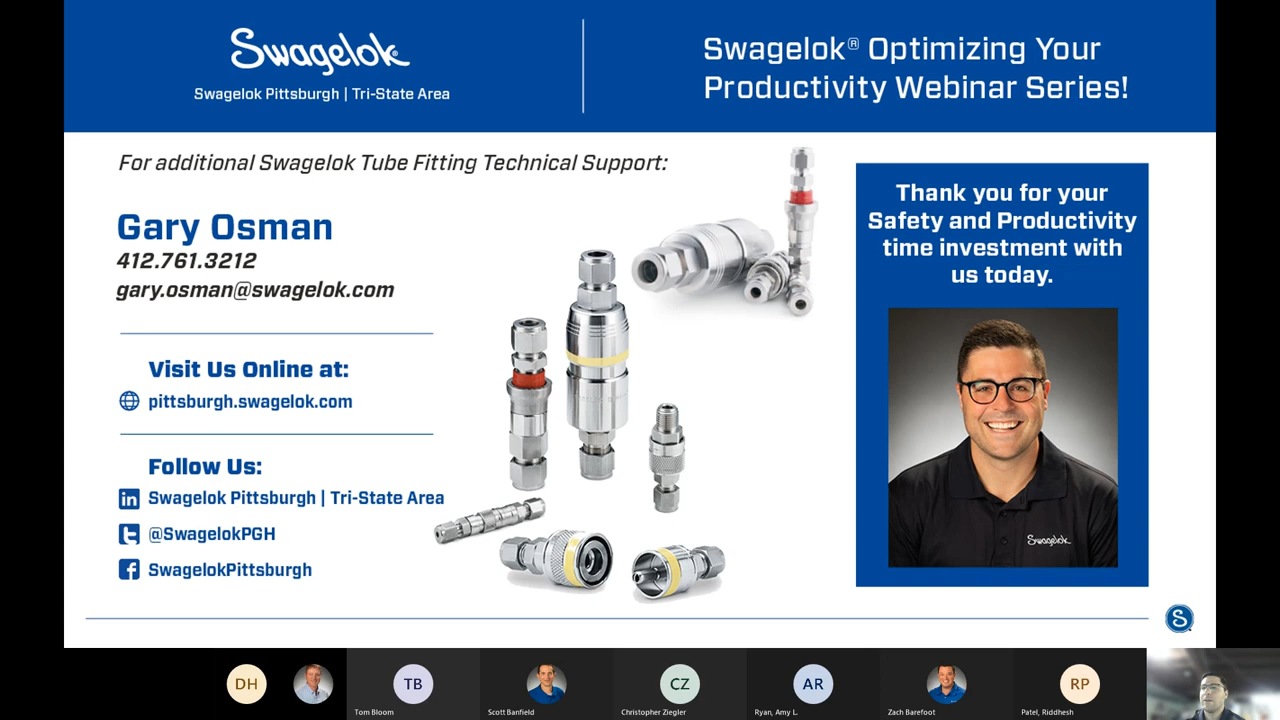 Swagelok®
Swagelok Pittsburgh | Tri-State Area
Swagelok® Optimizing Your
Productivity Webinar Series!
For additional Swagelok Tube Fitting Technical Support:
Gary Osman
412.761.3212
gary.osman@swagelok.com
Visit Us Online at:
pittsburgh.swagelok.com
Follow Us:
in Swagelok Pittsburgh | Tri-State Area
@SwagelokPGH
f SwagelokPittsburgh
Thank you for your
Safety and Productivity
time investment with
us today.
Swagelok
S
DH
TB
CZ
AR
RP
Tom Bloom
Scott Banfield
Christopher Ziegler
Ryan, Amy L.
Zach Barefoot
Patel, Riddhesh